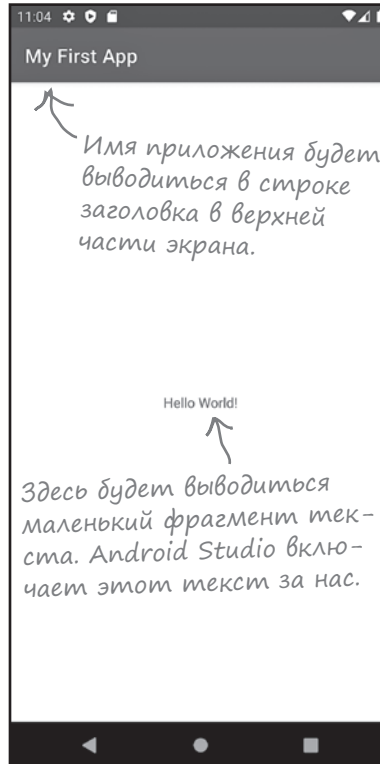 11:04
My First App
Имя приложения будет
выводиться в строке
заголовка в верхней
части экрана.
Hello World!
Здесь будет выводиться
маленький фрагмент тек-
ста. Android Studio вклю-
чает этот текст за нас.